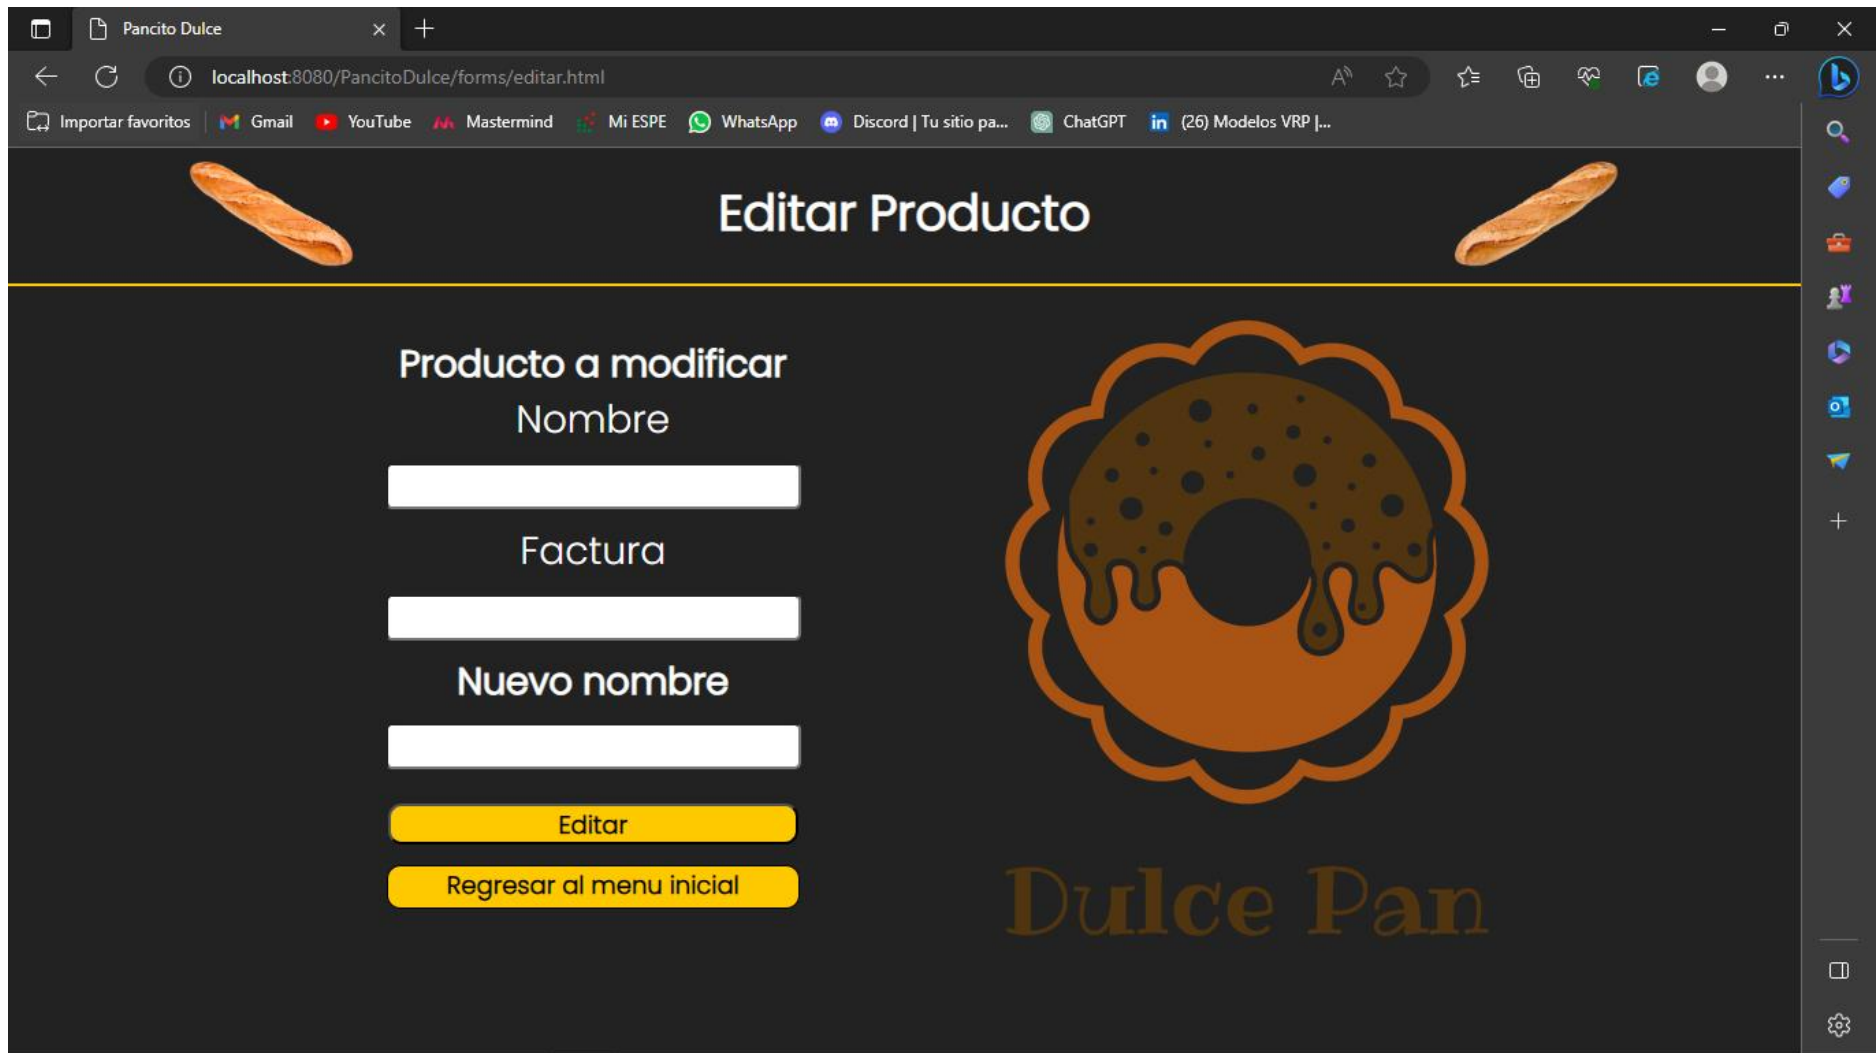 Pancito Dulce
localhost:8080/PancitoDulce/forms/editar.html
Importar favoritos Gmail YouTube Mastermind Mi ESPE WhatsApp Discord | Tu sitio pa... ChatGPT (26) Modelos VRP |...
Editar Producto
Producto a modificar
Nombre
Factura
Nuevo nombre
Editar
Regresar al menu inicial
Dulce Pan